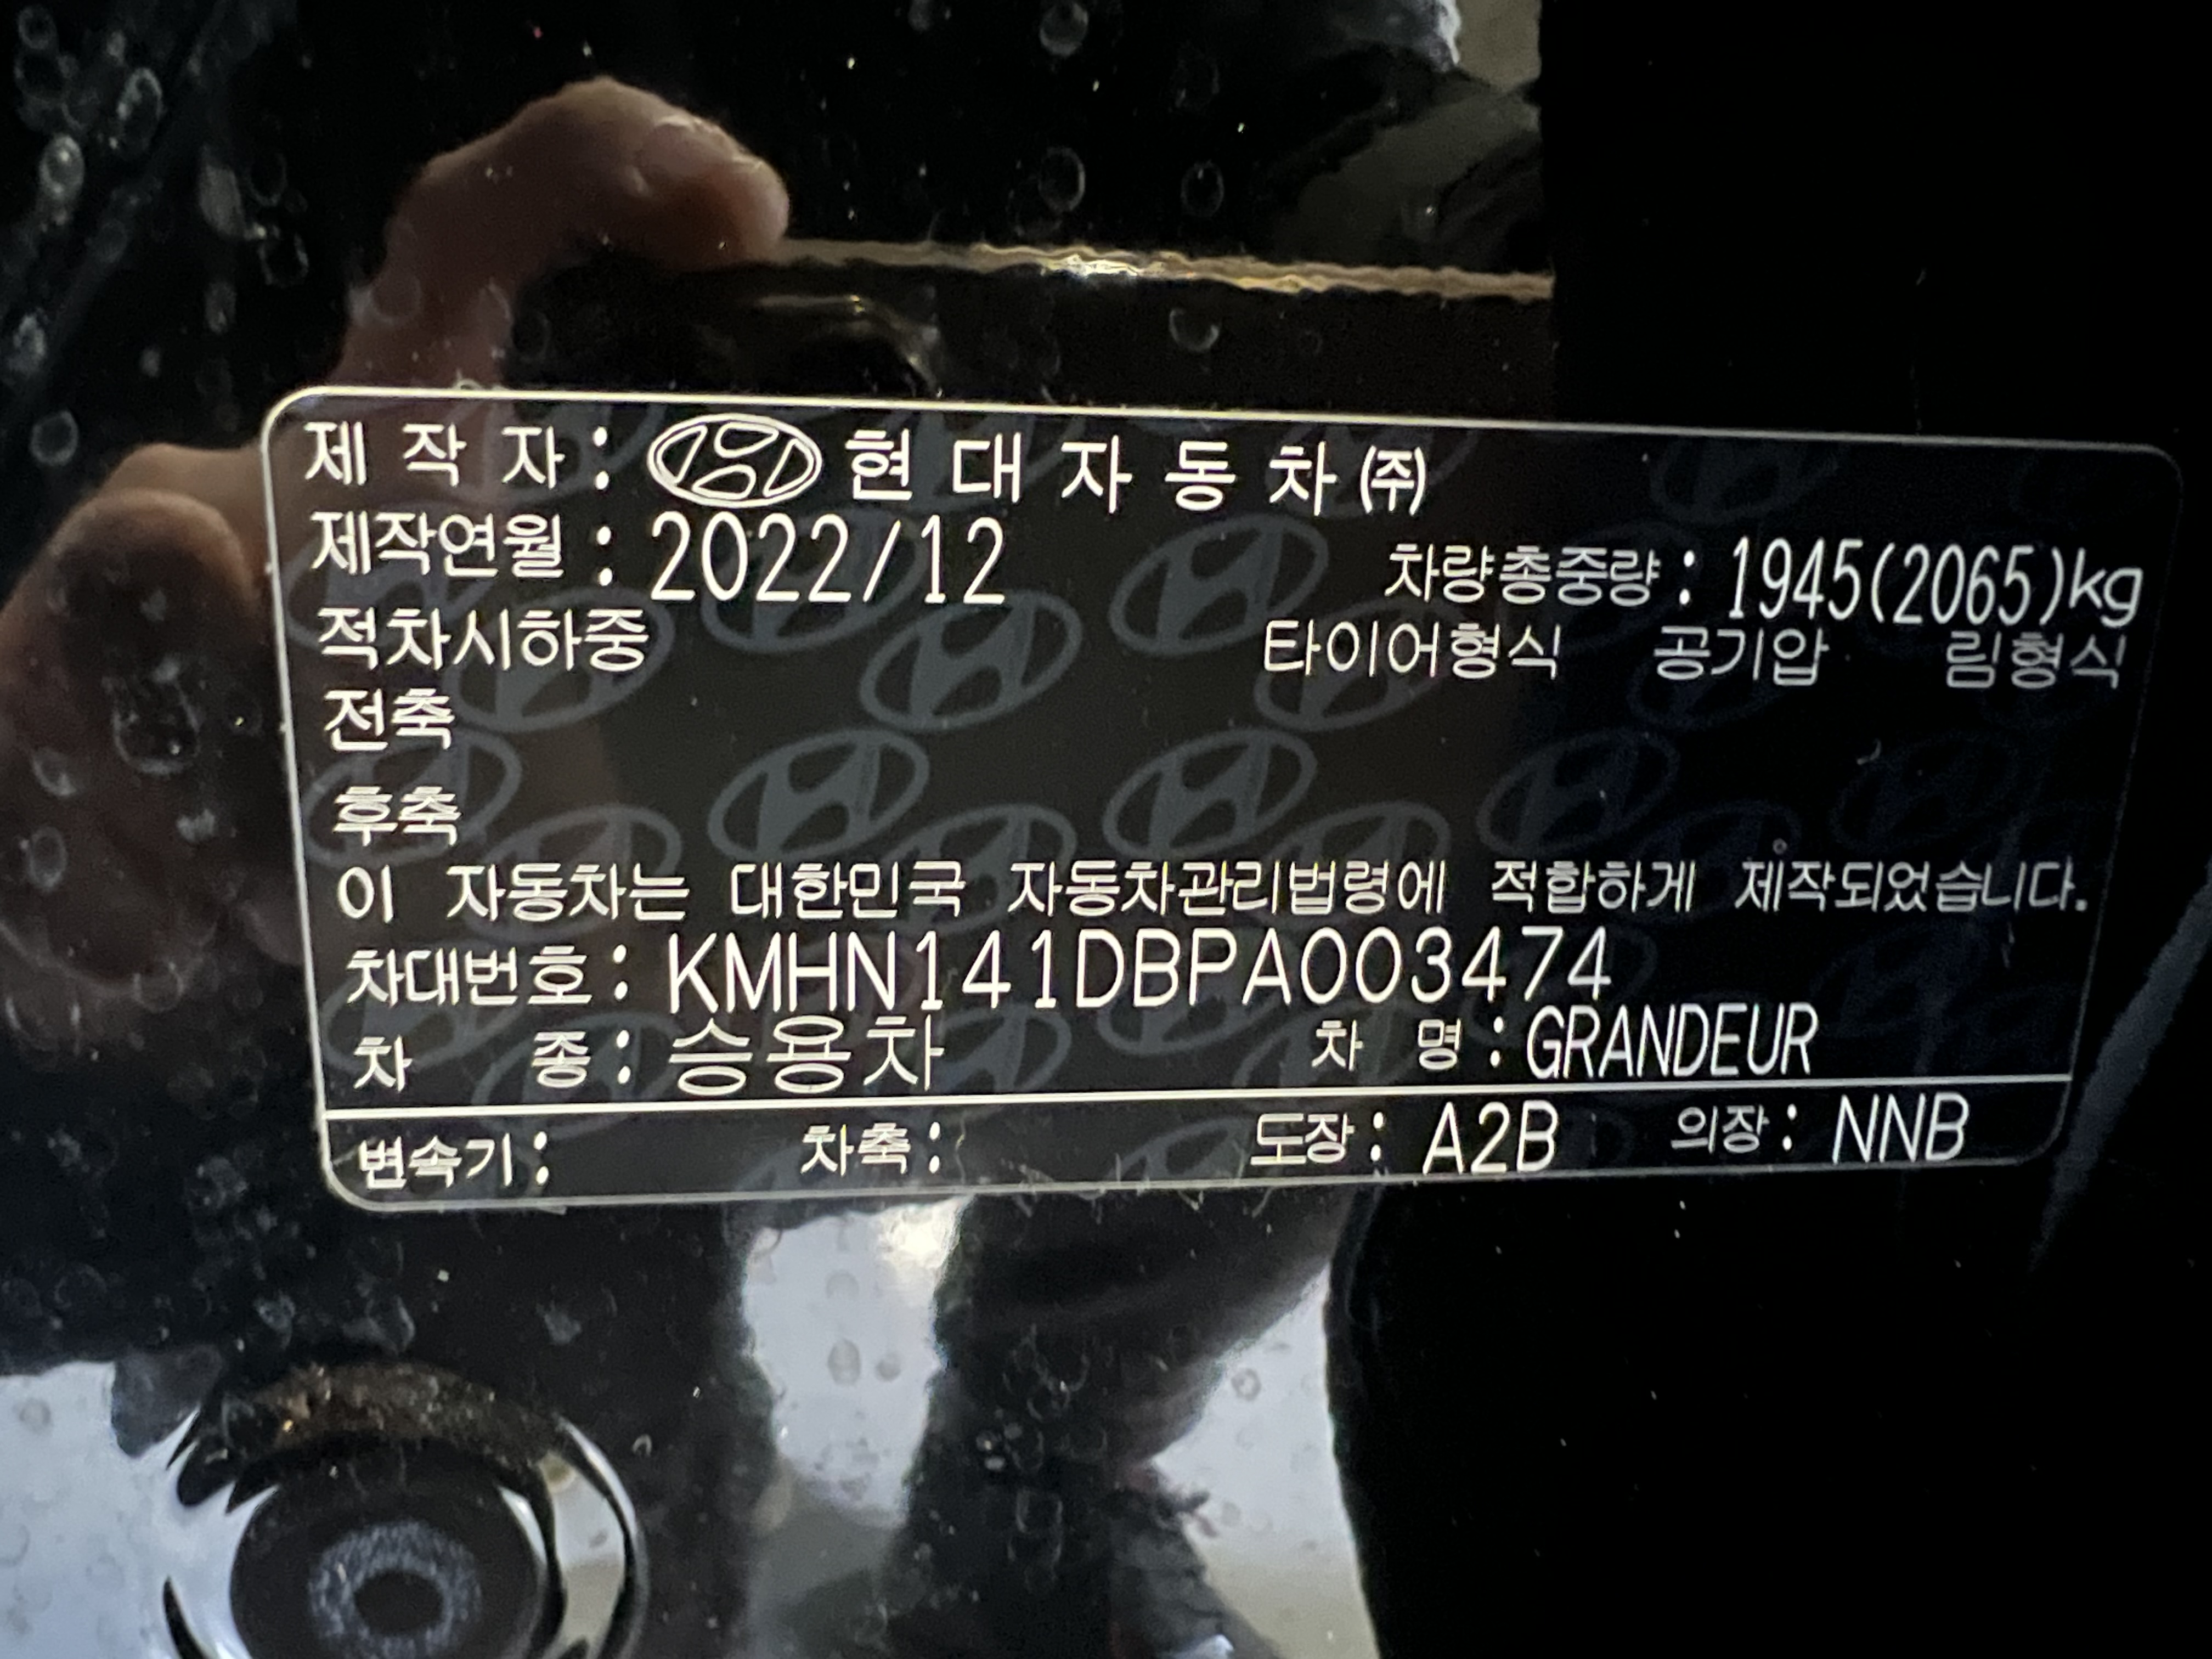 제 작 자 : 현 대 자 동 차 ㈜
제작연월 : 2022/12 차량총중량 : 1945(2065)kg
적차시하중 타이어형식 공기압 림형식
전축
후축
이 자동차는 대한민국 자동차관리법령에 적합하게 제작되었습니다.
차대번호 : KMHN141DBPA003474
차 종 : 승용차 차 명 : GRANDEUR
변속기 : 차축 : 도장 : A2B 의장 : NNB